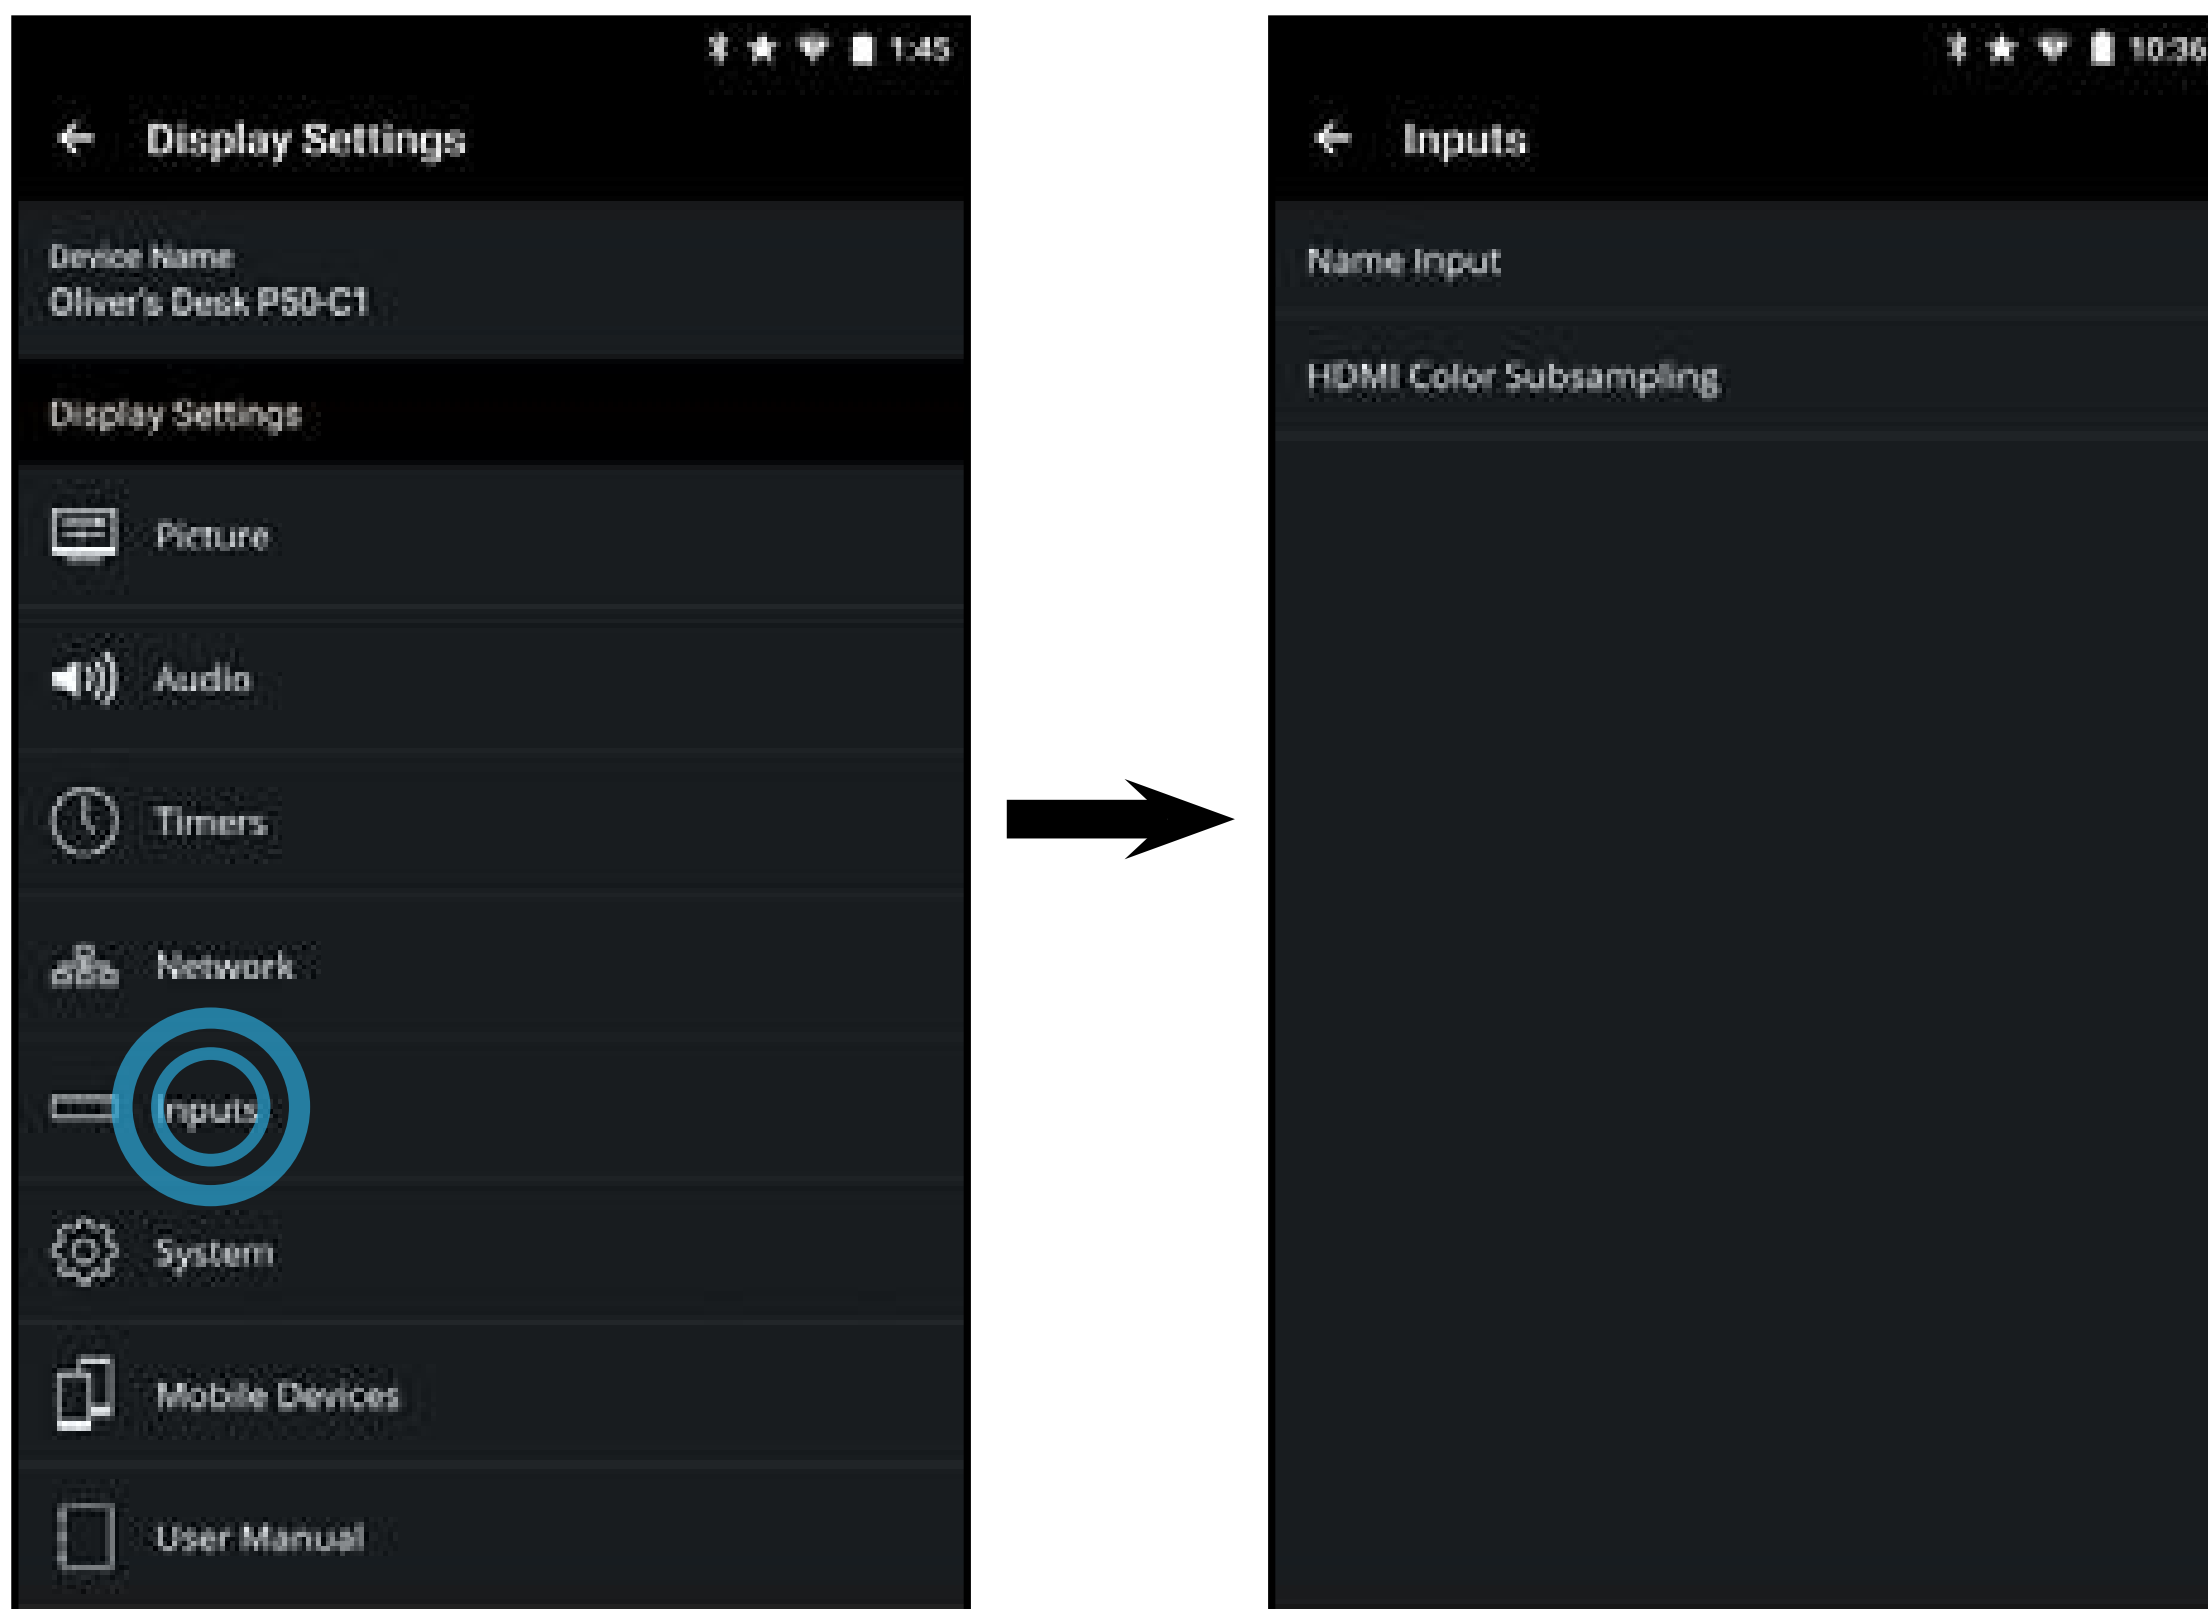 1:45
Display Settings
Device Name
Oliver's Desk P50-C1
Display Settings
Picture
Audio
Timers
Network
Inputs
System
Mobile Devices
User Manual
10:36
Inputs
Name Input
HDMI Color Subsampling